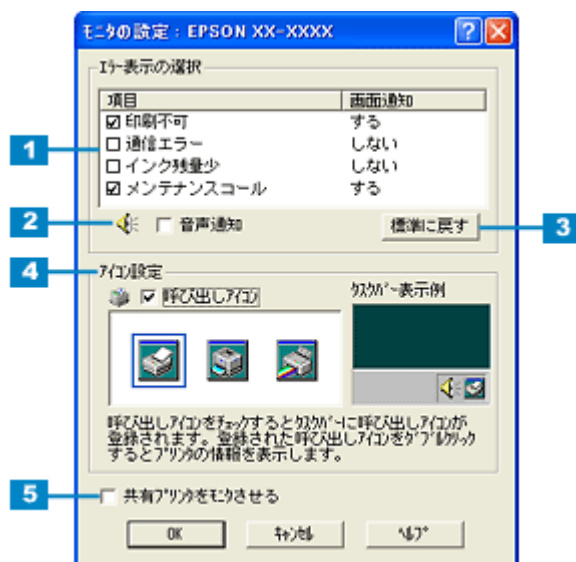 ﾓﾆﾀの設定 : EPSON XX-XXXX
ｴﾗｰ表示の選択
項目 画面通知
印刷不可 する
通信エラー しない
インク残量少 しない
メンテナンスコール する
1
2
音声通知
標準に戻す
3
4
ｱｲｺﾝ設定
呼び出しｱｲｺﾝ
ﾀｽｸﾊﾞｰ表示例
呼び出しｱｲｺﾝをﾁｪｯｸするとﾀｽｸﾊﾞｰに呼び出しｱｲｺﾝが
登録されます。登録された呼び出しｱｲｺﾝをﾀﾞﾌﾞﾙｸﾘｯｸ
するとﾌﾟﾘﾝﾀの情報を表示します。
5
共有ﾌﾟﾘﾝﾀをﾓﾆﾀさせる
OK
ｷｬﾝｾﾙ
ﾍﾙﾌﾟ